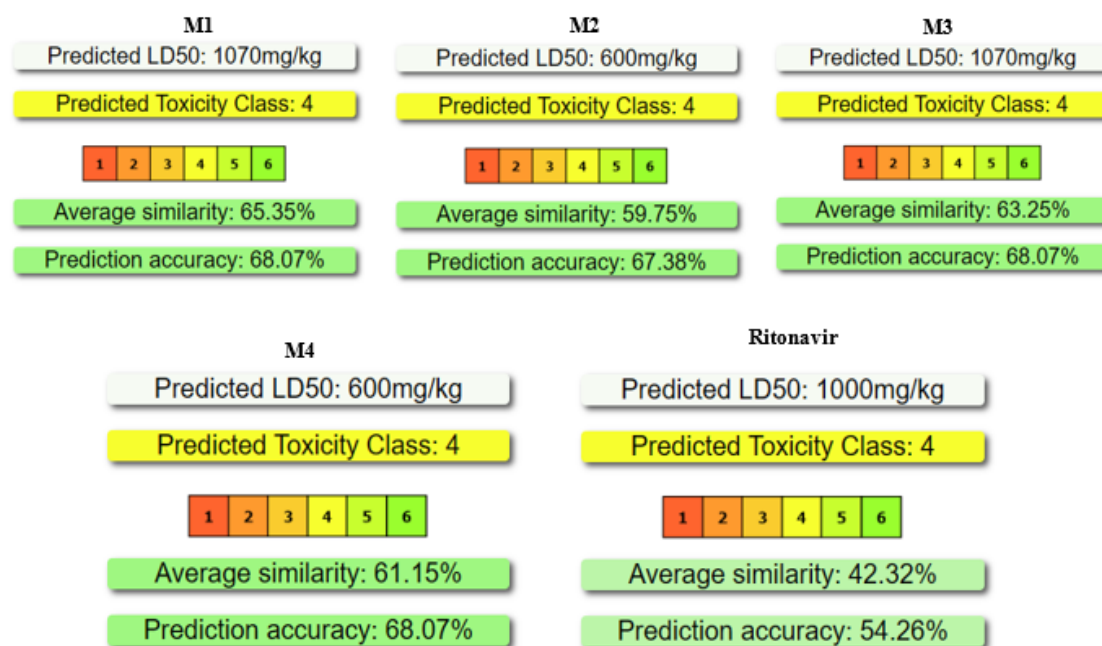 M1
Predicted LD50: 1070mg/kg
Predicted Toxicity Class: 4
1 2 3 4 5 6
Average similarity: 65.35%
Prediction accuracy: 68.07%
M2
Predicted LD50: 600mg/kg
Predicted Toxicity Class: 4
1 2 3 4 5 6
Average similarity: 59.75%
Prediction accuracy: 67.38%
M3
Predicted LD50: 1070mg/kg
Predicted Toxicity Class: 4
1 2 3 4 5 6
Average similarity: 63.25%
Prediction accuracy: 68.07%
M4
Predicted LD50: 600mg/kg
Predicted Toxicity Class: 4
1 2 3 4 5 6
Average similarity: 61.15%
Prediction accuracy: 68.07%
Ritonavir
Predicted LD50: 1000mg/kg
Predicted Toxicity Class: 4
1 2 3 4 5 6
Average similarity: 42.32%
Prediction accuracy: 54.26%